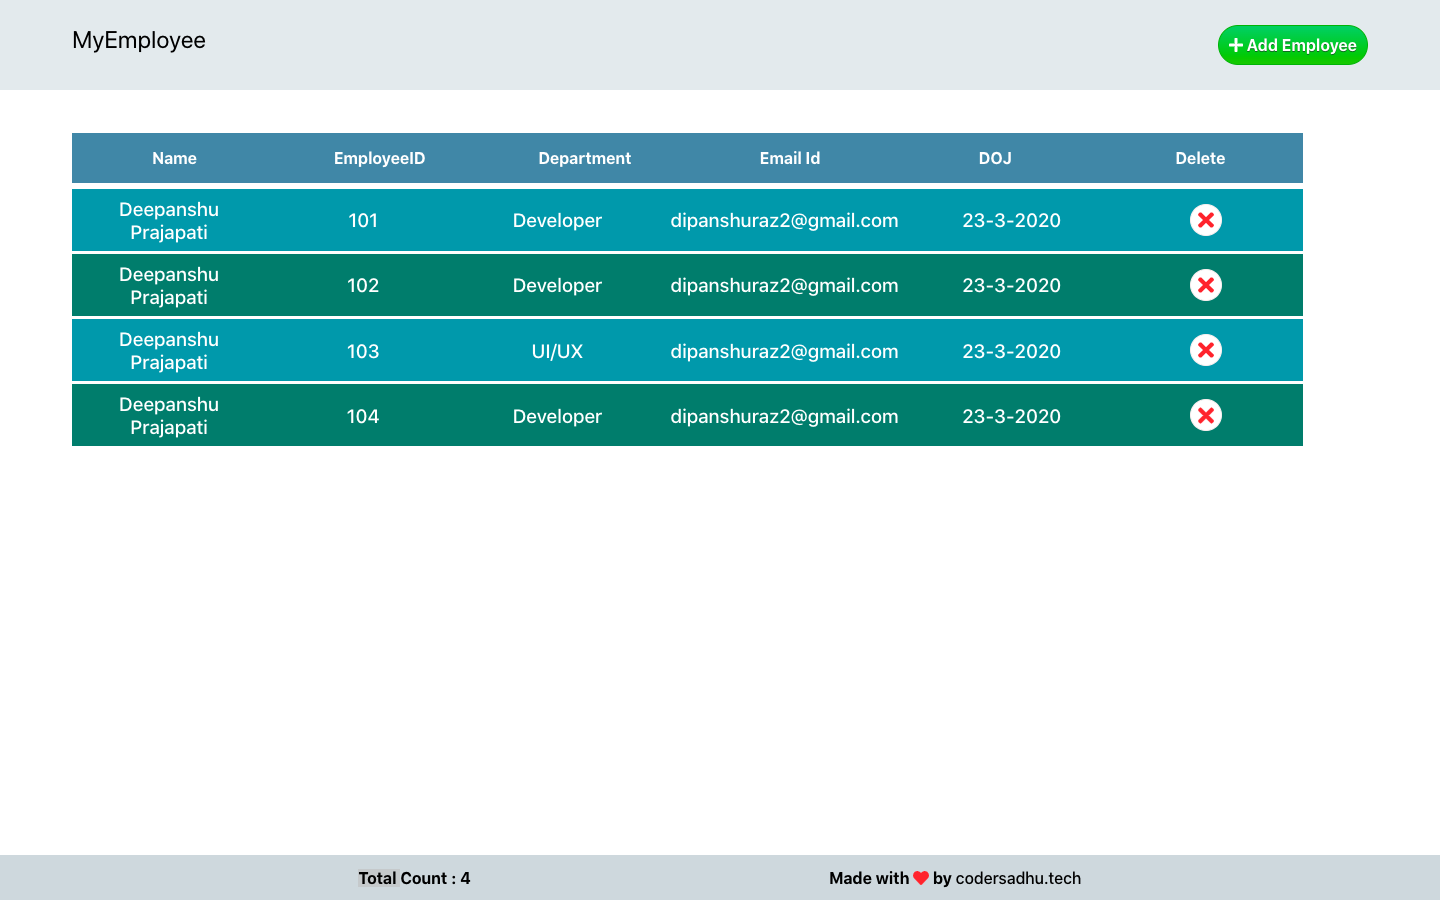 MyEmployee
Add Employee
Name EmployeeID Department Email Id DOJ Delete
Deepanshu
Prajapati
101 Developer dipanshuraz2@gmail.com 23-3-2020
Deepanshu
Prajapati
102 Developer dipanshuraz2@gmail.com 23-3-2020
Deepanshu
Prajapati
103 UI/UX dipanshuraz2@gmail.com 23-3-2020
Deepanshu
Prajapati
104 Developer dipanshuraz2@gmail.com 23-3-2020
Total Count : 4
Made with by codersadhu.tech